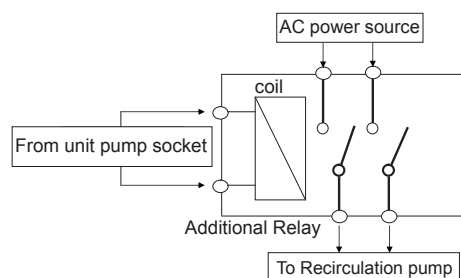 AC power source
coil
From unit pump socket
Additional Relay
To Recirculation pump